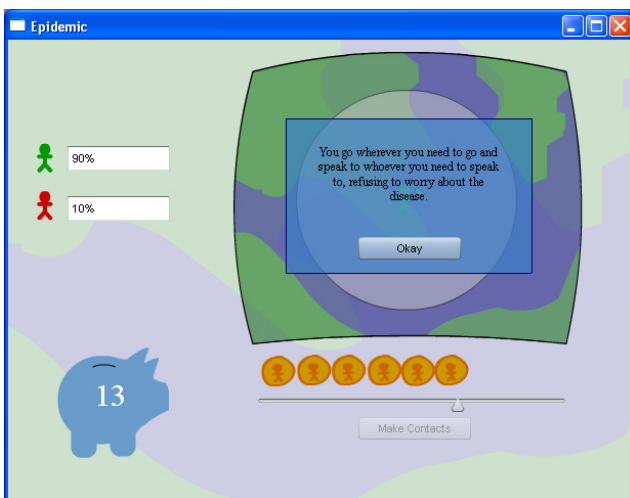 Epidemic
90%
10%
You go wherever you need to go and
speak to whoever you need to speak
to, refusing to worry about the
disease.
Okay
13
Make Contacts